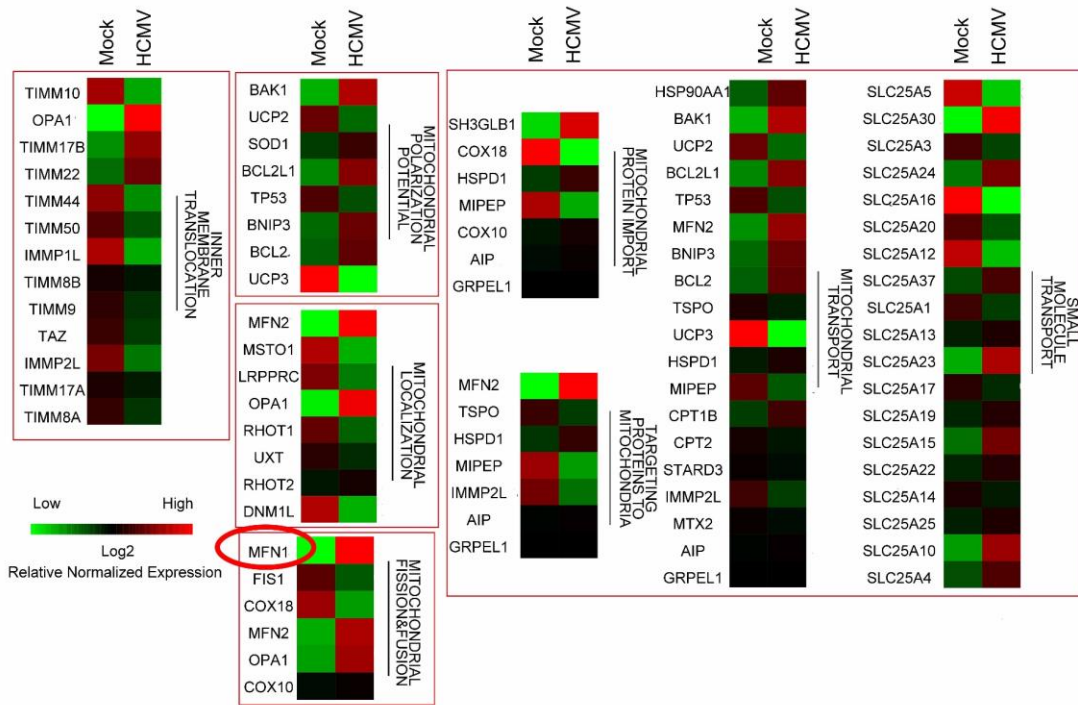 Mock HCMV
TIMM10
OPA1
TIMM17B
TIMM22
TIMM44
TIMM50
IMMP1L
TIMM8B
TIMM9
TAZ
IMMP2L
TIMM17A
TIMM8A
INNER
MEMBRANE
TRANSLOCATION
Low High
Log2
Relative Normalized Expression
Mock HCMV
BAK1
UCP2
SOD1
BCL2L1
TP53
BNIP3
BCL2
UCP3
MITOCHONDRIAL
POLARIZATION
POTENTIAL
MFN2
MSTO1
LRPPRC
OPA1
RHOT1
UXT
RHOT2
DNM1L
MITOCHONDRIAL
LOCALIZATION
MFN1
FIS1
COX18
MFN2
OPA1
COX10
MITOCHONDRIAL
FISSION&FUSION
Mock HCMV
SH3GLB1
COX18
HSPD1
MIPEP
COX10
AIP
GRPEL1
MITOCHONDRIAL
PROTEIN IMPORT
MFN2
TSPO
HSPD1
MIPEP
IMMP2L
AIP
GRPEL1
TARGETING
PROTEINS TO
MITOCHONDRIA
Mock HCMV
HSP90AA1
BAK1
UCP2
BCL2L1
TP53
MFN2
BNIP3
BCL2
TSPO
UCP3
HSPD1
MIPEP
CPT1B
CPT2
STARD3
IMMP2L
MTX2
AIP
GRPEL1
MITOCHONDRIAL
TRANSPORT
Mock HCMV
SLC25A5
SLC25A30
SLC25A3
SLC25A24
SLC25A16
SLC25A20
SLC25A12
SLC25A37
SLC25A1
SLC25A13
SLC25A23
SLC25A17
SLC25A19
SLC25A15
SLC25A22
SLC25A14
SLC25A25
SLC25A10
SLC25A4
SMALL
MOLECULE
TRANSPORT